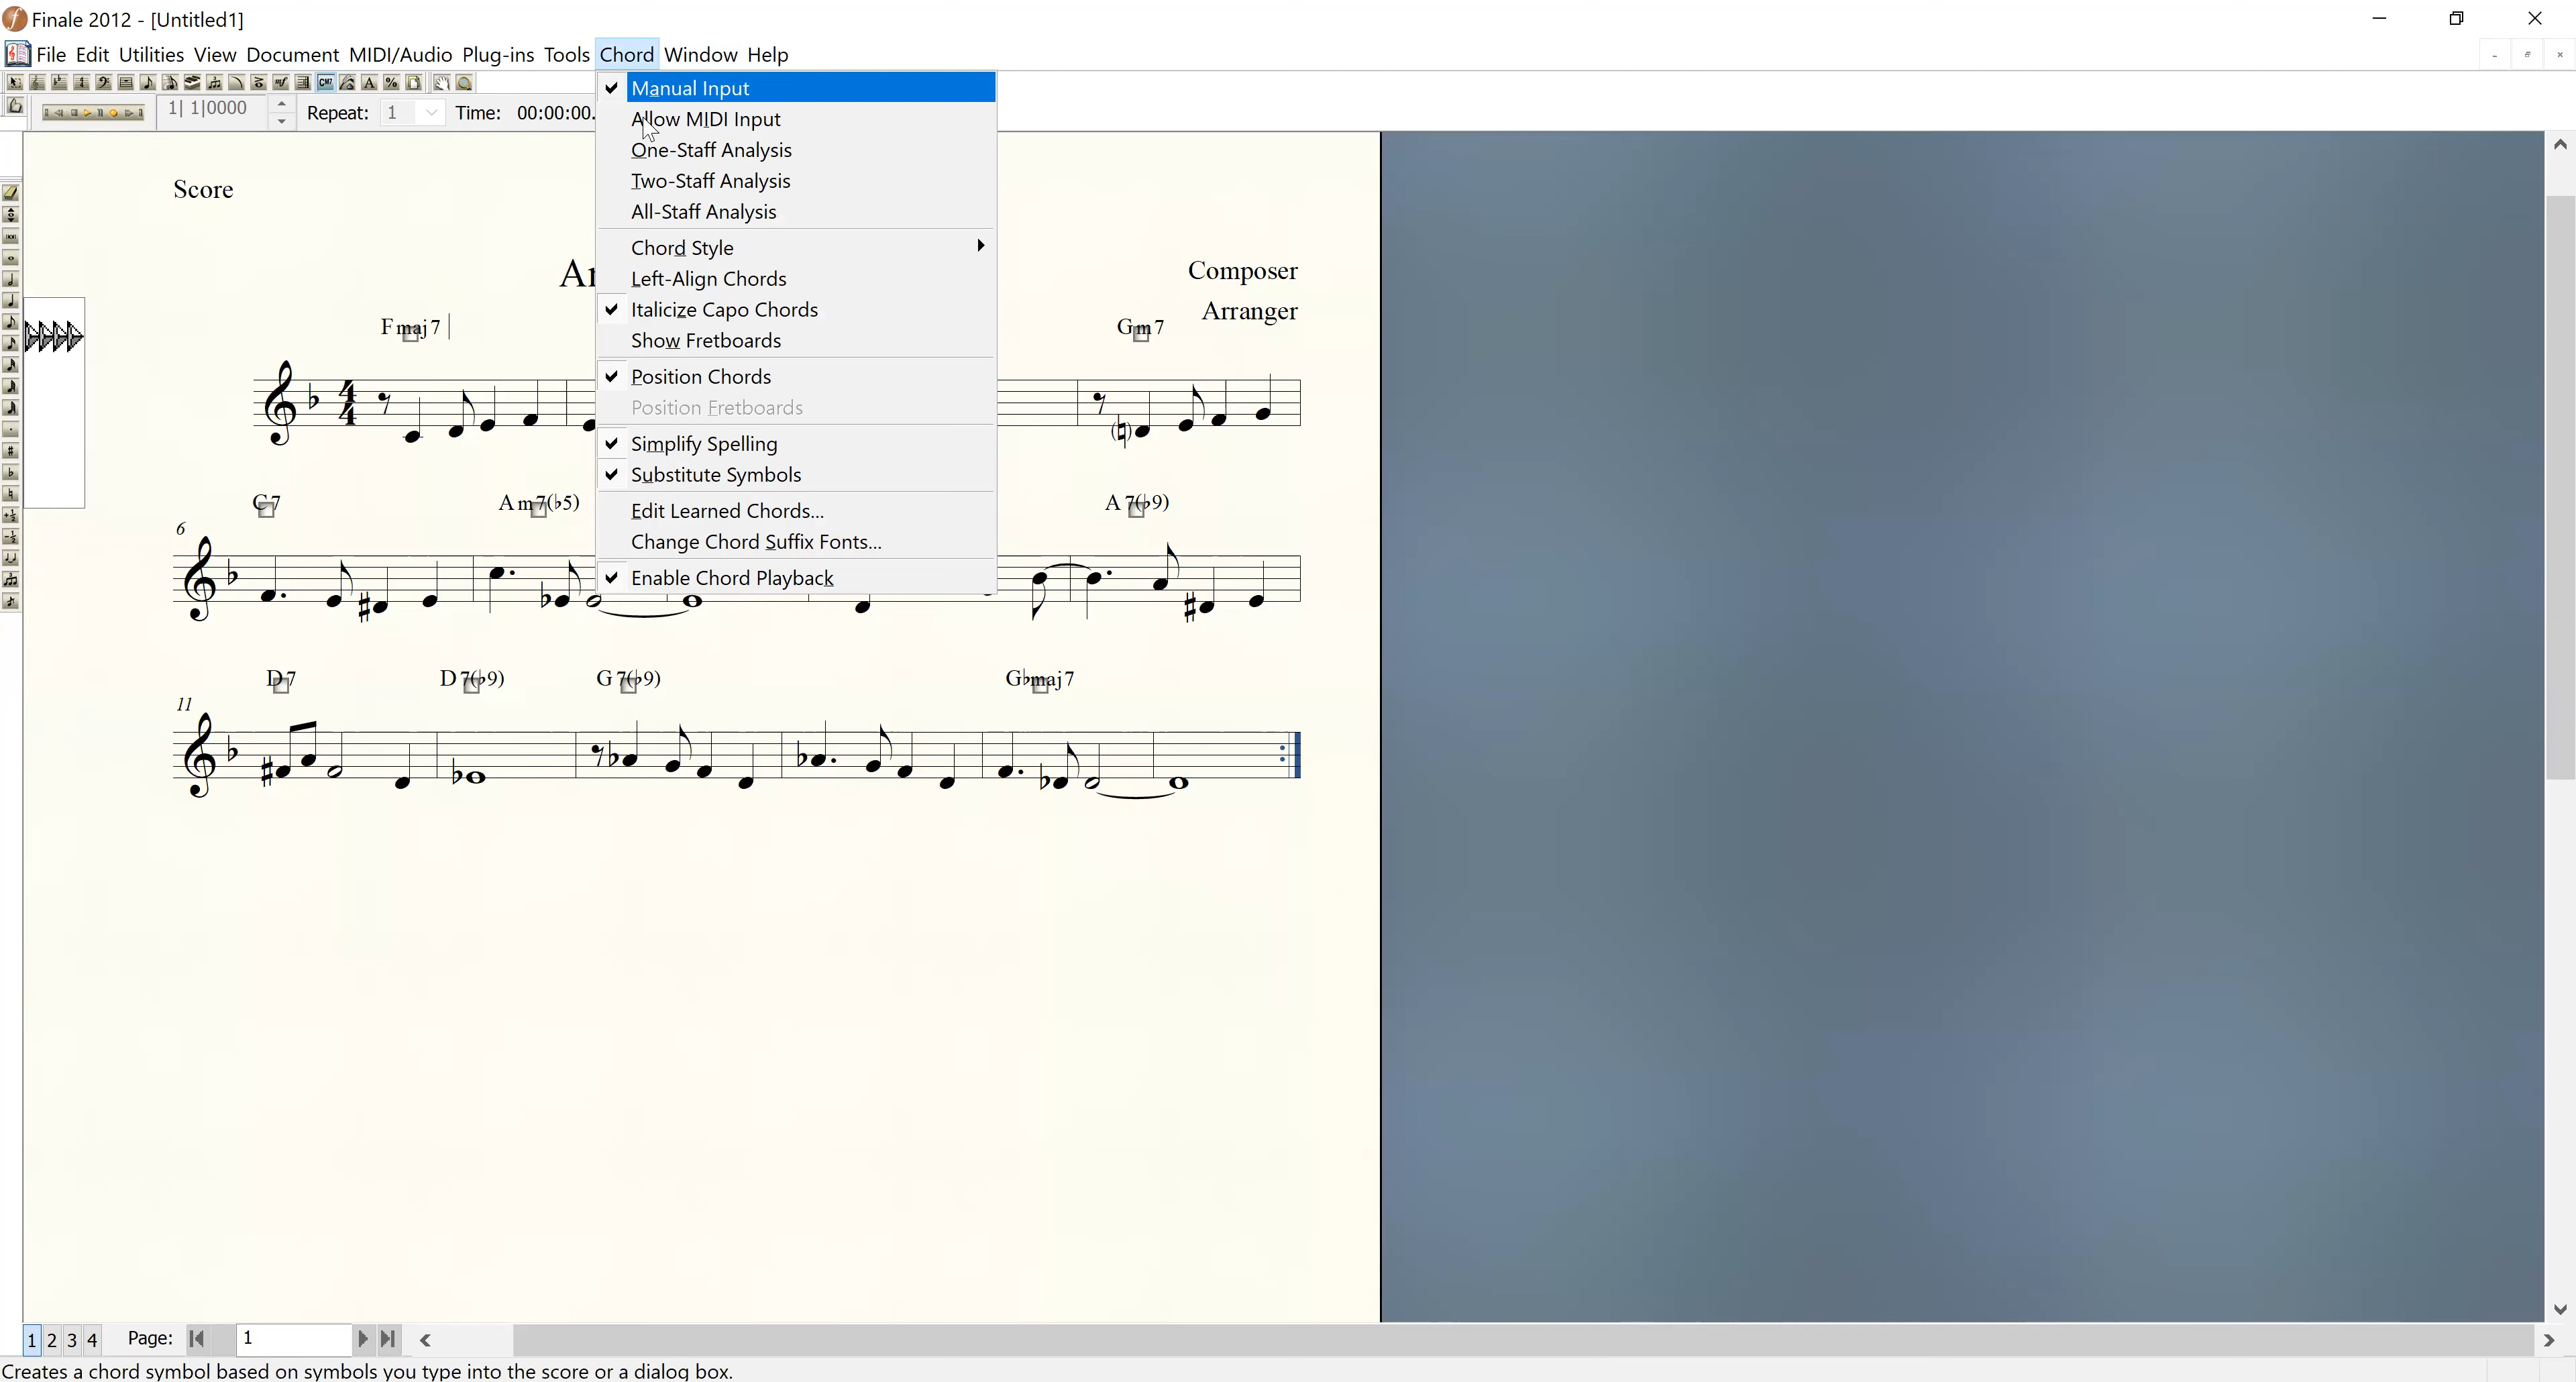 Finale 2012 - [Untitled1]
File Edit Utilities View Document MIDI/Audio Plug-ins Tools Chord Window Help
CM7 mf A %
1| 1|0000 Repeat: 1 Time: 00:00:00.
Manual Input
Allow MIDI Input
One-Staff Analysis
Two-Staff Analysis
All-Staff Analysis
Chord Style
Left-Align Chords
Italicize Capo Chords
Show Fretboards
Position Chords
Position Fretboards
Simplify Spelling
Substitute Symbols
Edit Learned Chords...
Change Chord Suffix Fonts...
Enable Chord Playback
Score
Composer
Arranger
Fmaj7 Gm7
4
4
C7 Am7(♭5) A7(♭9)
6
D7 D7(♭9) G7(♭9) G♭maj7
11
1 2 3 4 Page: 1
Creates a chord symbol based on symbols you type into the score or a dialog box.